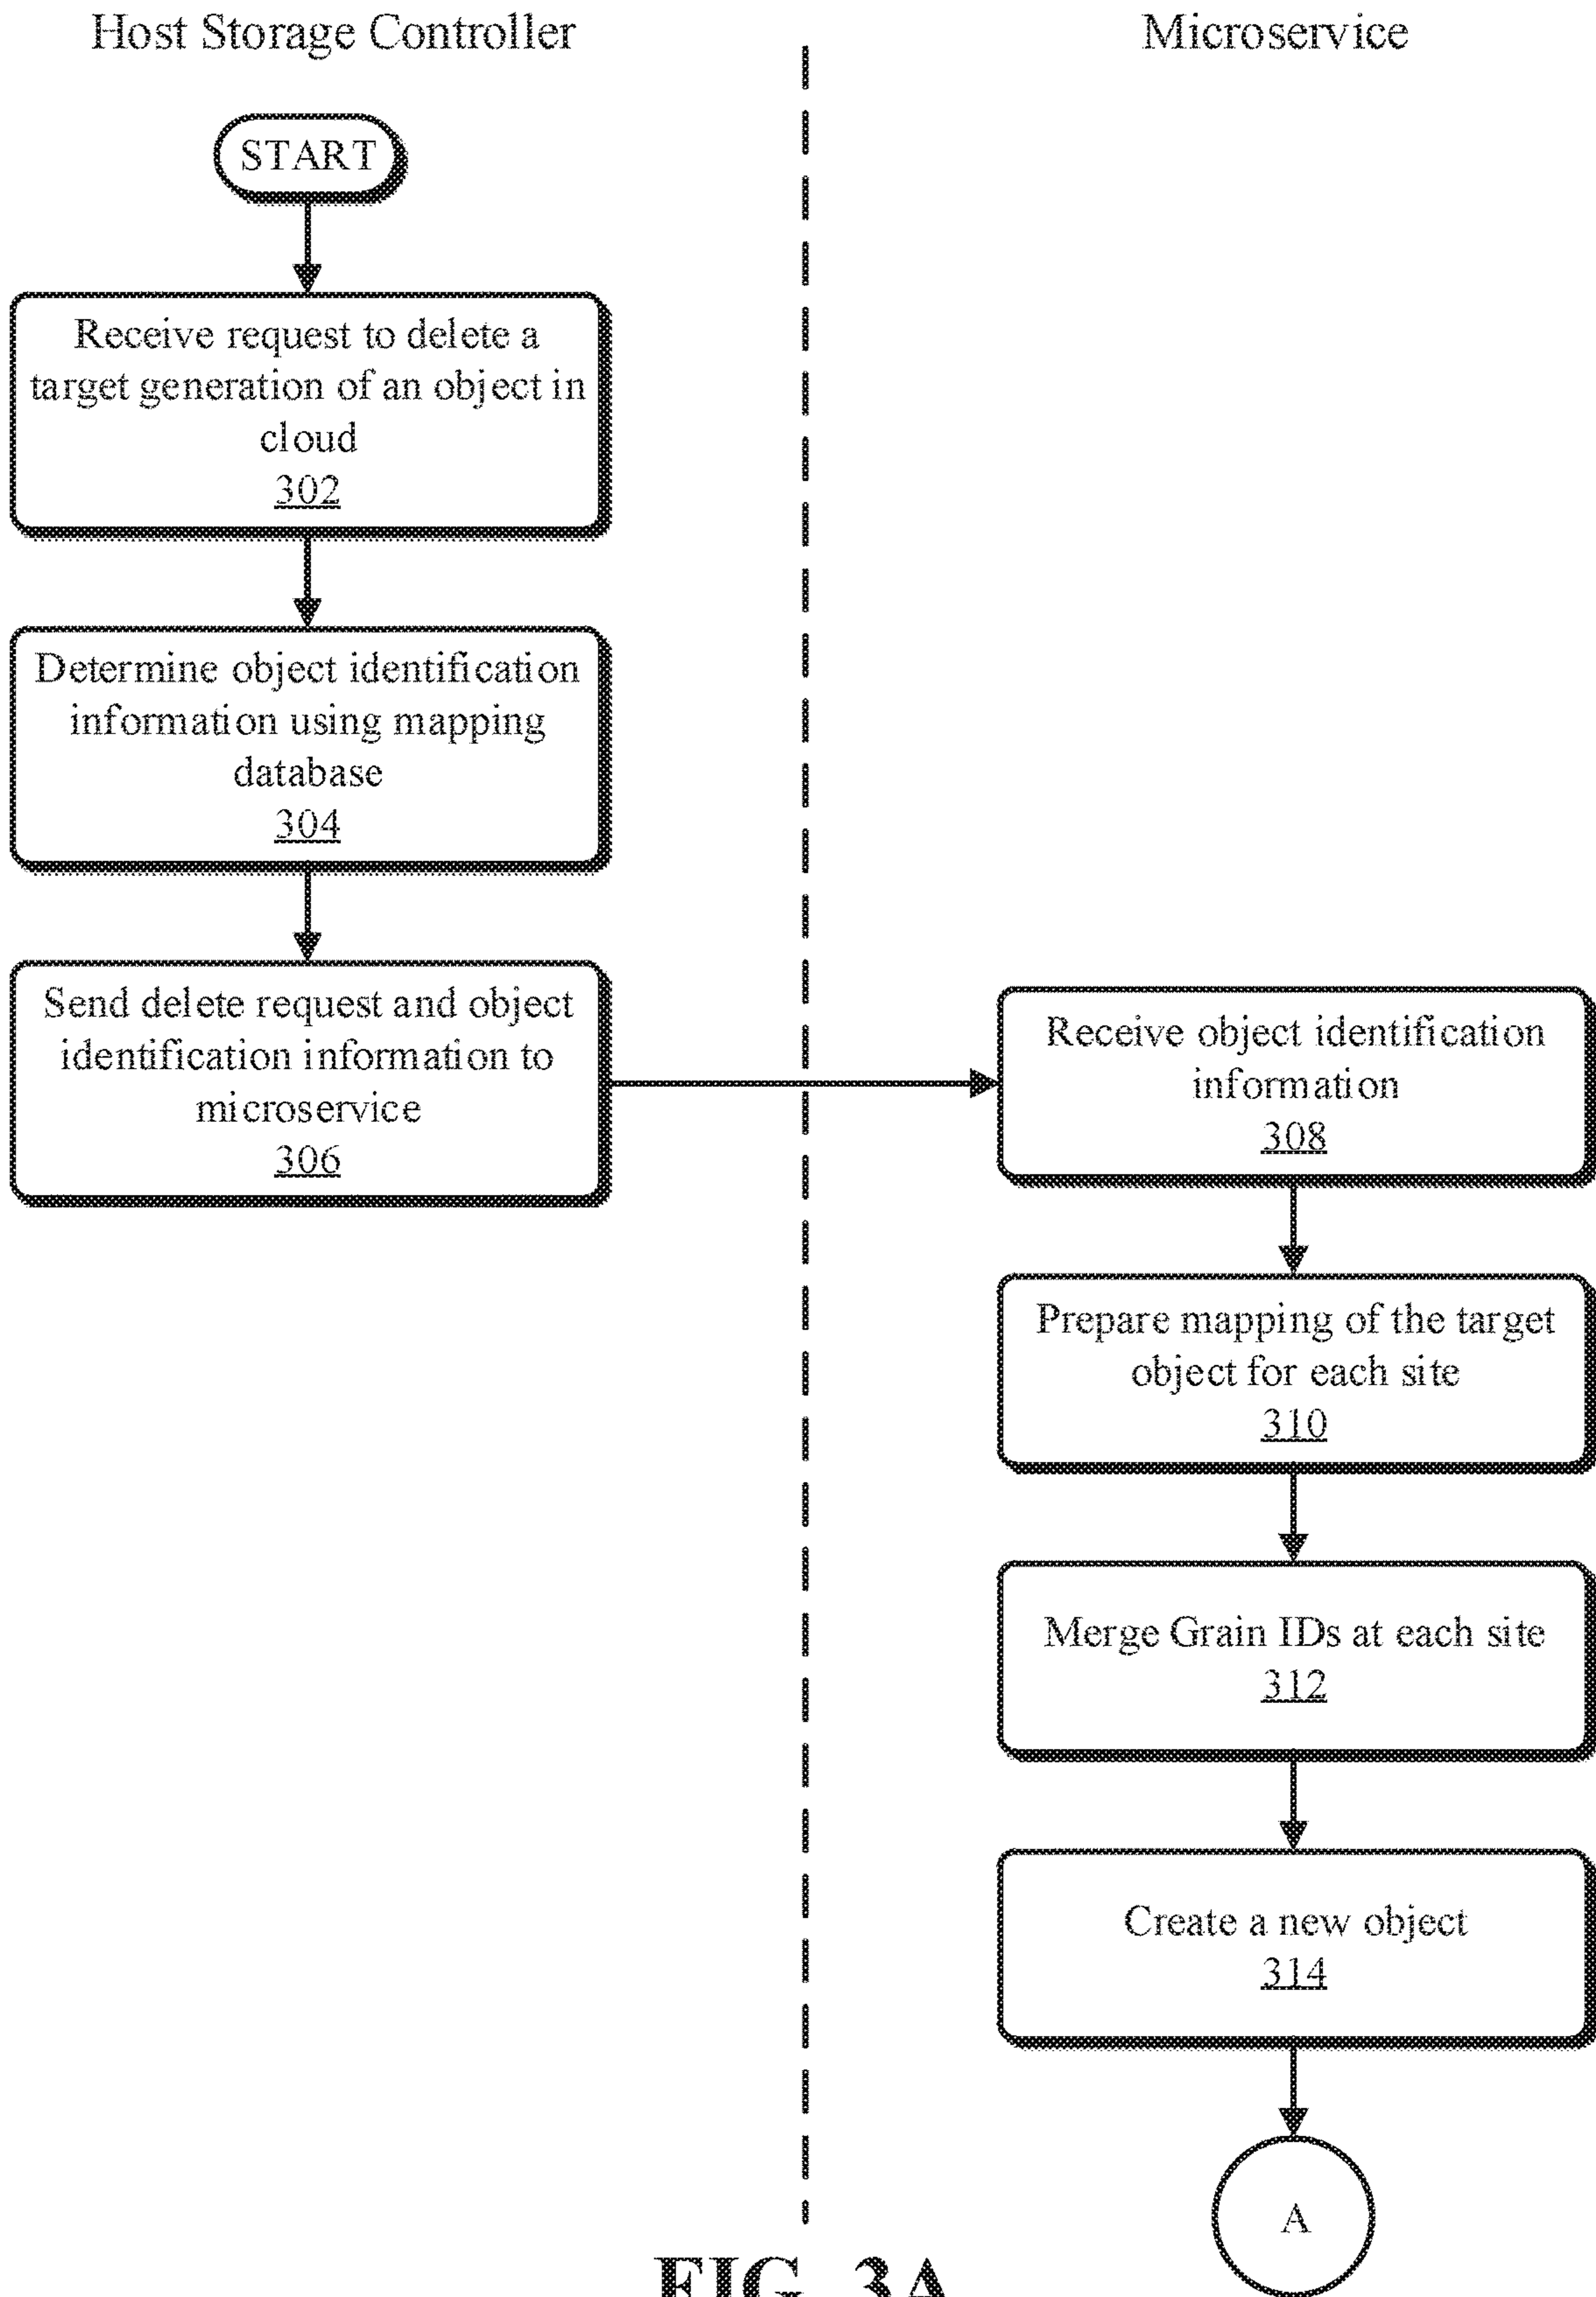 Host Storage Controller
Microservice
START
Receive request to delete a
target generation of an object in
cloud
302
Determine object identification
information using mapping
database
304
Send delete request and object
identification information to
microservice
306
Receive object identification
information
308
Prepare mapping of the target
object for each site
310
Merge Grain IDs at each site
312
Create a new object
314
A
FIG. 3A